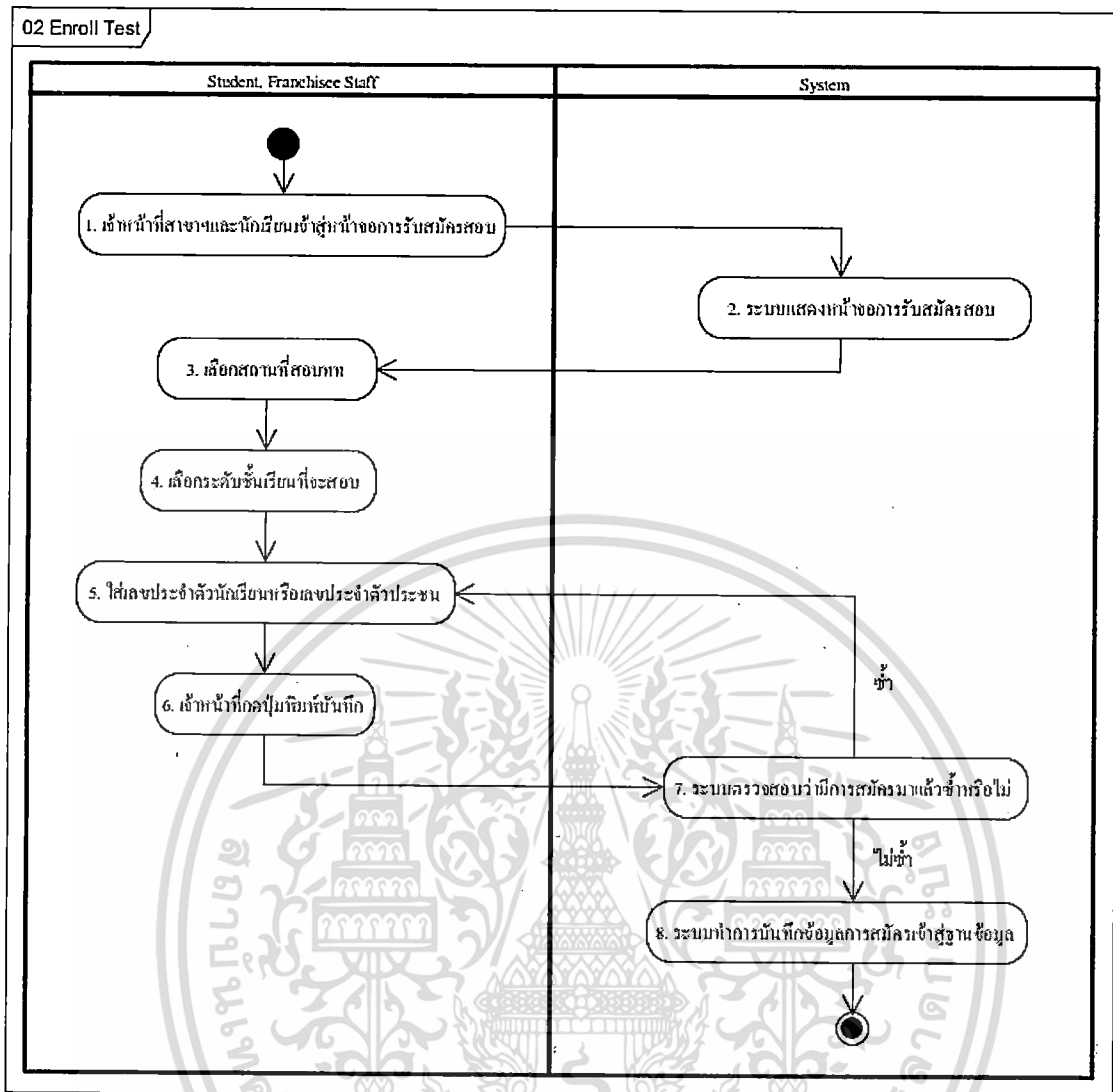 02 Enroll Test
Student, Franchisee Staff
System
1. เจ้าหน้าที่สาขาฯและนักเรียนเข้าสู่หน้าจอการรับสมัครสอบ
2. ระบบแสดงหน้าจอการรับสมัครสอบ
3. เลือกสถานที่สอบ
4. เลือกระดับชั้นเรียนที่จะสอบ
5. ใส่เลขประจำตัวนักเรียนหรือเลขประจำตัวประชน
6. เจ้าหน้าที่กดปุ่มพิมพ์บันทึก
ซ้ำ
7. ระบบตรวจสอบว่ามีการสมัครมาแล้วซ้ำหรือไม่
ไม่ซ้ำ
8. ระบบทำการบันทึกข้อมูลการสมัครเข้าสู่ฐานข้อมูล